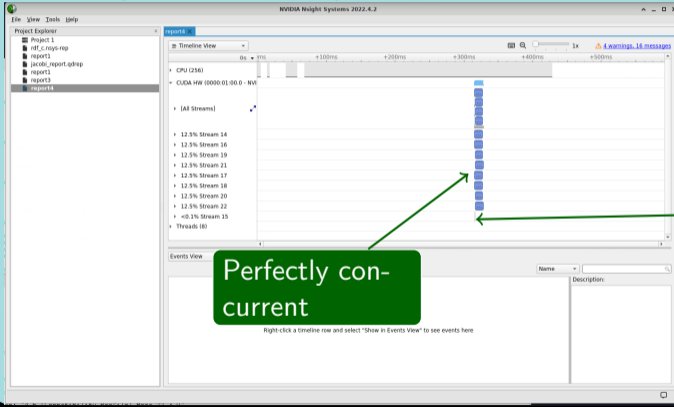 NVIDIA Nsight Systems 2022.4.2
File View Tools Help
Project Explorer
Project 1
rdf_c.nsys-rep
report1
jacobi_report.qdrep
report1
report3
report4
report4
Timeline View
1x
4 warnings, 16 messages
0s
ms
+100ms
+200ms
+300ms
+400ms
+500ms
CPU (256)
CUDA HW (0000:01:00.0 - NVI
[All Streams]
12.5% Stream 14
12.5% Stream 16
12.5% Stream 19
12.5% Stream 21
12.5% Stream 17
12.5% Stream 18
12.5% Stream 20
12.5% Stream 22
<0.1% Stream 15
Threads (8)
Events View
Perfectly con-
current
Name
Description:
Right-click a timeline row and select "Show in Events View" to see events here